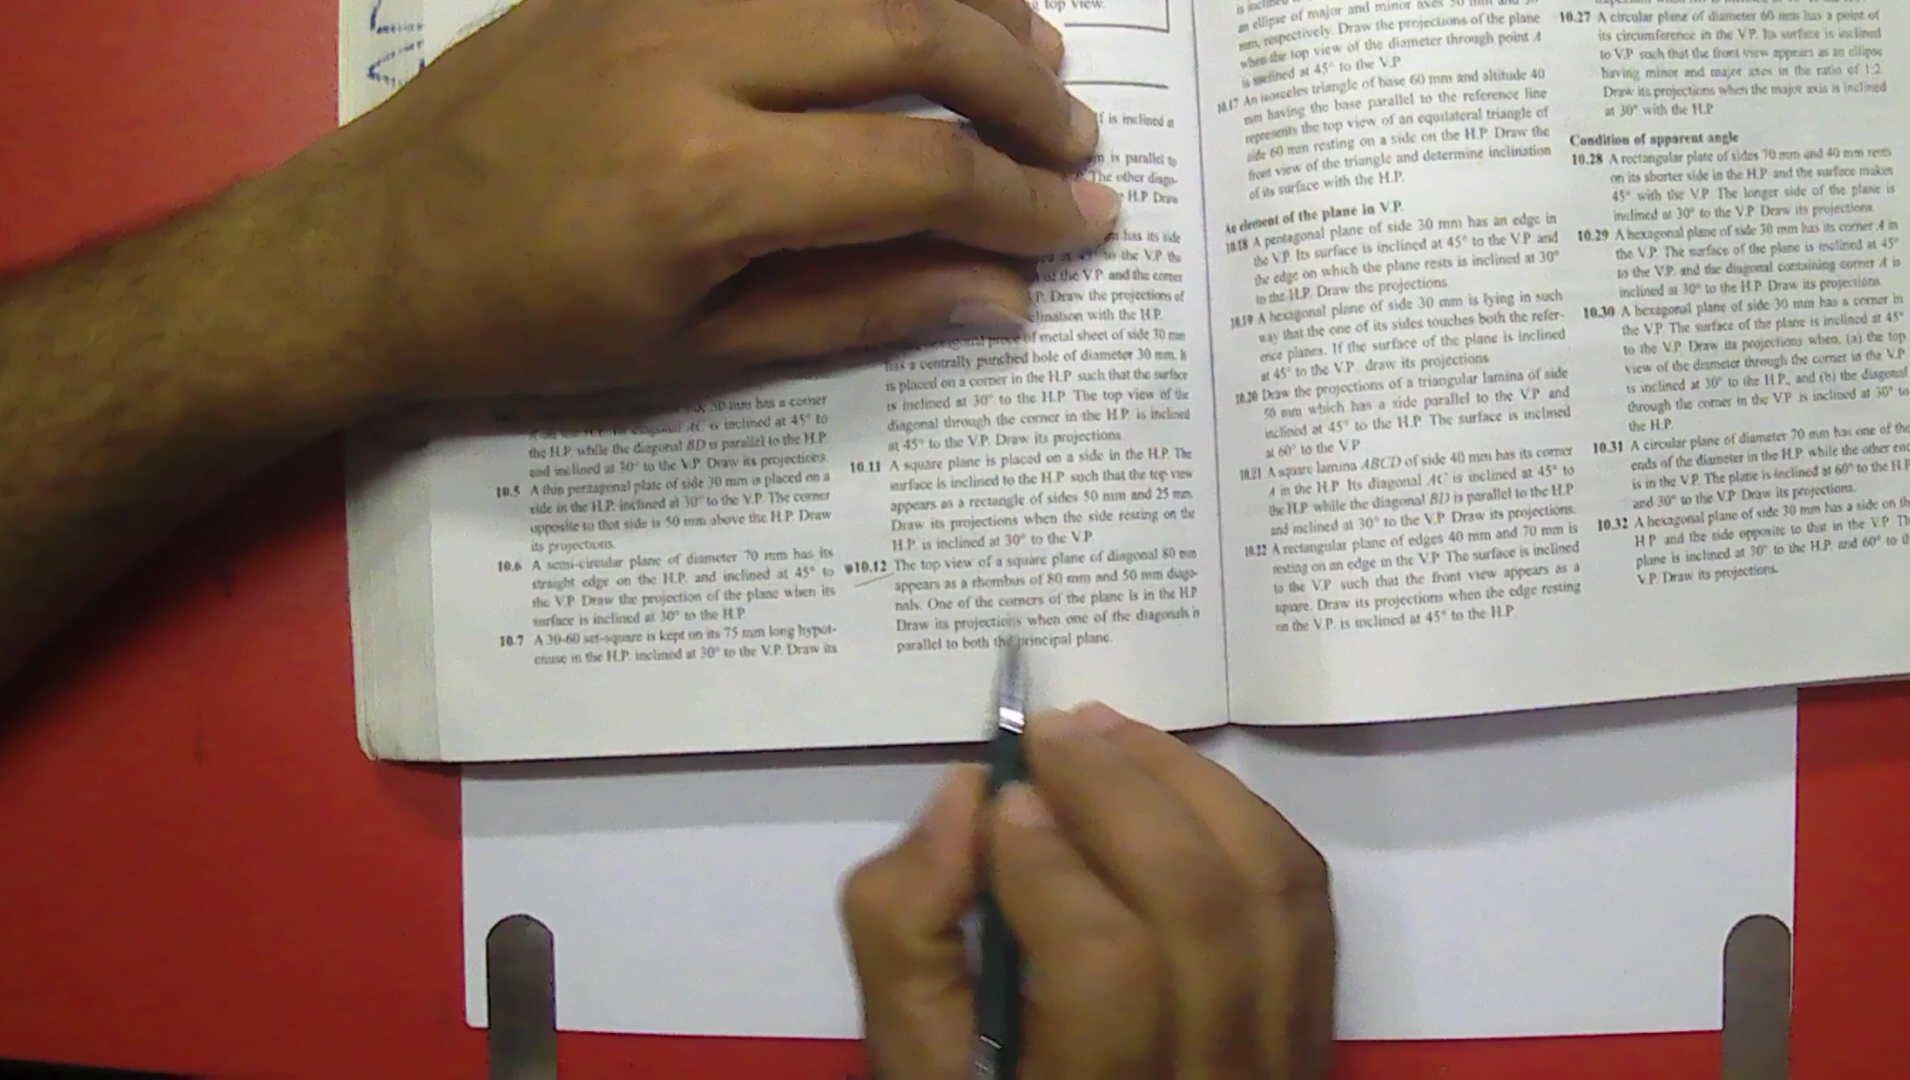 top view.
is inclined at
is parallel to
The other diago-
H.P. Draw
has its side
to the V.P. the
the V.P. and the corner
Draw the projections of
clination with the H.P.
of metal sheet of side 30 mm
has a centrally punched hole of diameter 30 mm. It
is placed on a corner in the H.P. such that the surface
is inclined at 30° to the H.P. The top view of the
diagonal through the corner in the H.P. is inclined
at 45° to the V.P. Draw its projections.
30 mm has a corner
AC is inclined at 45° to
the H.P. while the diagonal BD is parallel to the H.P.
and inclined at 30° to the V.P. Draw its projections.
10.5 A thin pentagonal plate of side 30 mm is placed on a
side in the H.P. inclined at 30° to the V.P. The corner
opposite to that side is 50 mm above the H.P. Draw
its projections.
10.6 A semi-circular plane of diameter 70 mm has its
straight edge on the H.P. and inclined at 45° to
the V.P. Draw the projection of the plane when its
surface is inclined at 30° to the H.P.
10.7 A 30-60 set-square is kept on its 75 mm long hypot-
enuse in the H.P. inclined at 30° to the V.P. Draw its
10.11 A square plane is placed on a side in the H.P. The
surface is inclined to the H.P. such that the top view
appears as a rectangle of sides 50 mm and 25 mm.
Draw its projections when the side resting on the
H.P. is inclined at 30° to the V.P.
10.12 The top view of a square plane of diagonal 80 mm
appears as a rhombus of 80 mm and 50 mm diago-
nals. One of the corners of the plane is in the H.P.
Draw its projections when one of the diagonals is
parallel to both the principal plane.
is inclined
an ellipse of major and minor axes 50 mm and
mm, respectively. Draw the projections of the plane
when the top view of the diameter through point A
is inclined at 45° to the V.P.
10.17 An isosceles triangle of base 60 mm and altitude 40
mm having the base parallel to the reference line
represents the top view of an equilateral triangle of
side 60 mm resting on a side on the H.P. Draw the
front view of the triangle and determine inclination
of its surface with the H.P.
An element of the plane in V.P.
10.18 A pentagonal plane of side 30 mm has an edge in
the V.P. Its surface is inclined at 45° to the V.P. and
the edge on which the plane rests is inclined at 30°
to the H.P. Draw the projections.
10.19 A hexagonal plane of side 30 mm is lying in such
way that the one of its sides touches both the refer-
ence planes. If the surface of the plane is inclined
at 45° to the V.P., draw its projections
10.20 Draw the projections of a triangular lamina of side
50 mm which has a side parallel to the V.P. and
inclined at 45° to the H.P. The surface is inclined
at 60° to the V.P.
10.21 A square lamina ABCD of side 40 mm has its corner
A in the H.P. Its diagonal AC is inclined at 45° to
the H.P. while the diagonal BD is parallel to the H.P.
and inclined at 30° to the V.P. Draw its projections.
10.22 A rectangular plane of edges 40 mm and 70 mm is
resting on an edge in the V.P. The surface is inclined
to the V.P. such that the front view appears as a
square. Draw its projections when the edge resting
on the V.P. is inclined at 45° to the H.P.
10.27 A circular plane of diameter 60 mm has a point of
its circumference in the V.P. Its surface is inclined
to V.P. such that the front view appears as an ellipse
having minor and major axes in the ratio of 1:2.
Draw its projections when the major axis is inclined
at 30° with the H.P.
Condition of apparent angle
10.28 A rectangular plate of sides 70 mm and 40 mm rests
on its shorter side in the H.P. and the surface makes
45° with the V.P. The longer side of the plane is
inclined at 30° to the V.P. Draw its projections.
10.29 A hexagonal plane of side 30 mm has its corner A in
the V.P. The surface of the plane is inclined at 45°
to the V.P. and the diagonal containing corner A is
inclined at 30° to the H.P. Draw its projections.
10.30 A hexagonal plane of side 30 mm has a corner in
the V.P. The surface of the plane is inclined at 45°
to the V.P. Draw its projections when, (a) the top
view of the diameter through the corner in the V.P.
is inclined at 30° to the H.P., and (b) the diagonal
through the corner in the V.P. is inclined at 30° to
the H.P.
10.31 A circular plane of diameter 70 mm has one of the
ends of the diameter in the H.P. while the other end
is in the V.P. The plane is inclined at 60° to the H.P.
and 30° to the V.P. Draw its projections.
10.32 A hexagonal plane of side 30 mm has a side on th
H.P. and the side opposite to that in the V.P. Th
plane is inclined at 30° to the H.P. and 60° to
V.P. Draw its projections.